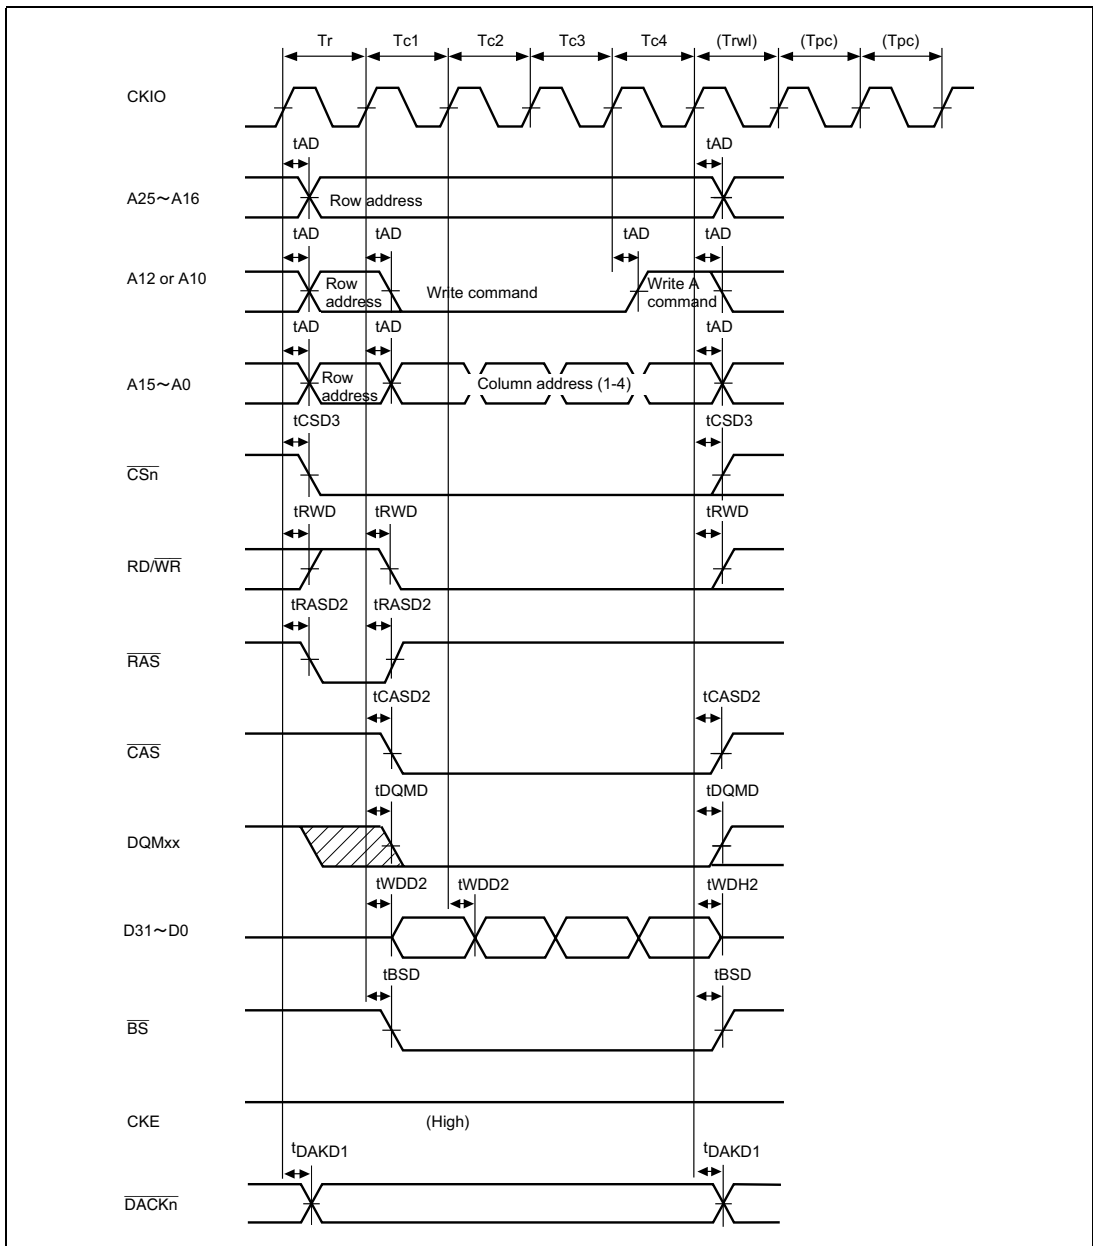 Tr Tc1 Tc2 Tc3 Tc4 (Trwl) (Tpc) (Tpc)
CKIO
tAD tAD
A25～A16 Row address
tAD tAD tAD tAD
A12 or A10 Row address Write command Write A command
tAD tAD tAD
A15～A0 Row address Column address (1-4)
tCSD3 tCSD3
CSn
tRWD tRWD tRWD
RD/WR
tRASD2 tRASD2
RAS
tCASD2 tCASD2
CAS
tDQMD tDQMD
DQMxx
tWDD2 tWDD2 tWDH2
D31～D0
tBSD tBSD
BS
CKE (High)
tDAKD1 tDAKD1
DACKn